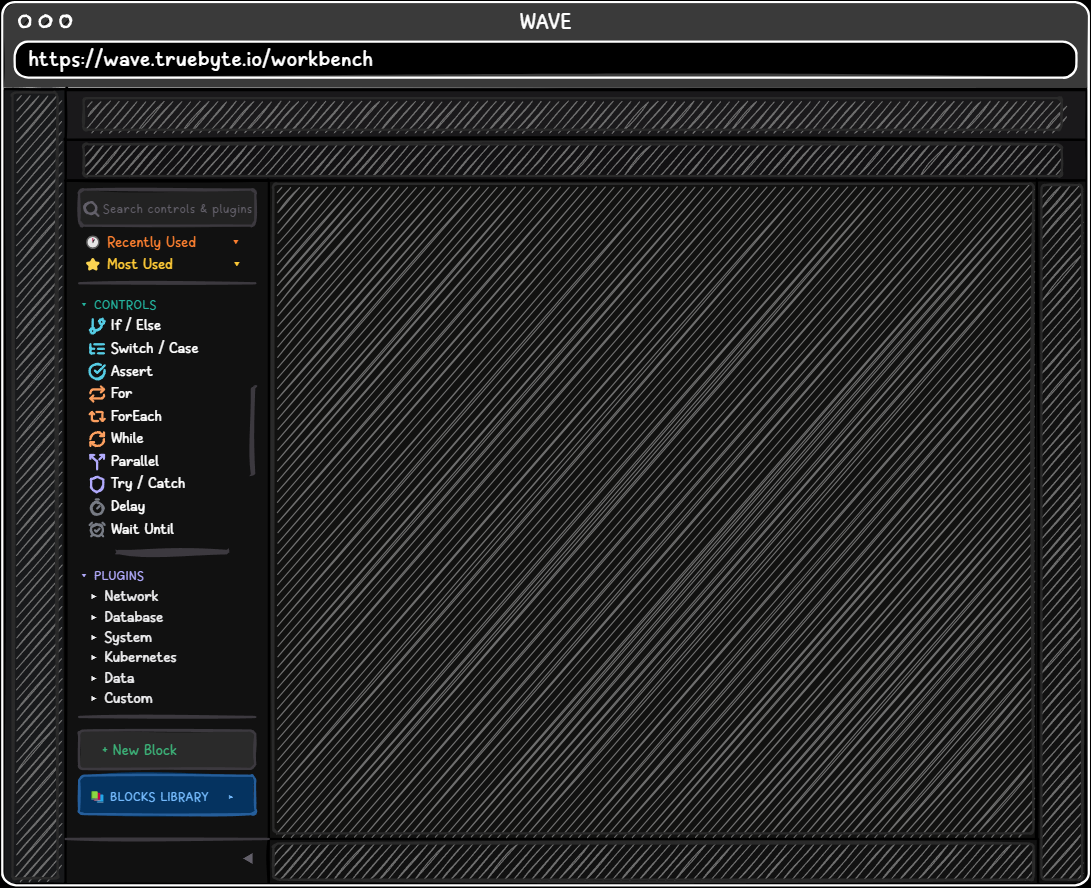 WAVE
https://wave.truebyte.io/workbench
Search controls & plugins
Recently Used
Most Used
CONTROLS
If / Else
Switch / Case
Assert
For
ForEach
While
Parallel
Try / Catch
Delay
Wait Until
PLUGINS
Network
Database
System
Kubernetes
Data
Custom
+ New Block
BLOCKS LIBRARY